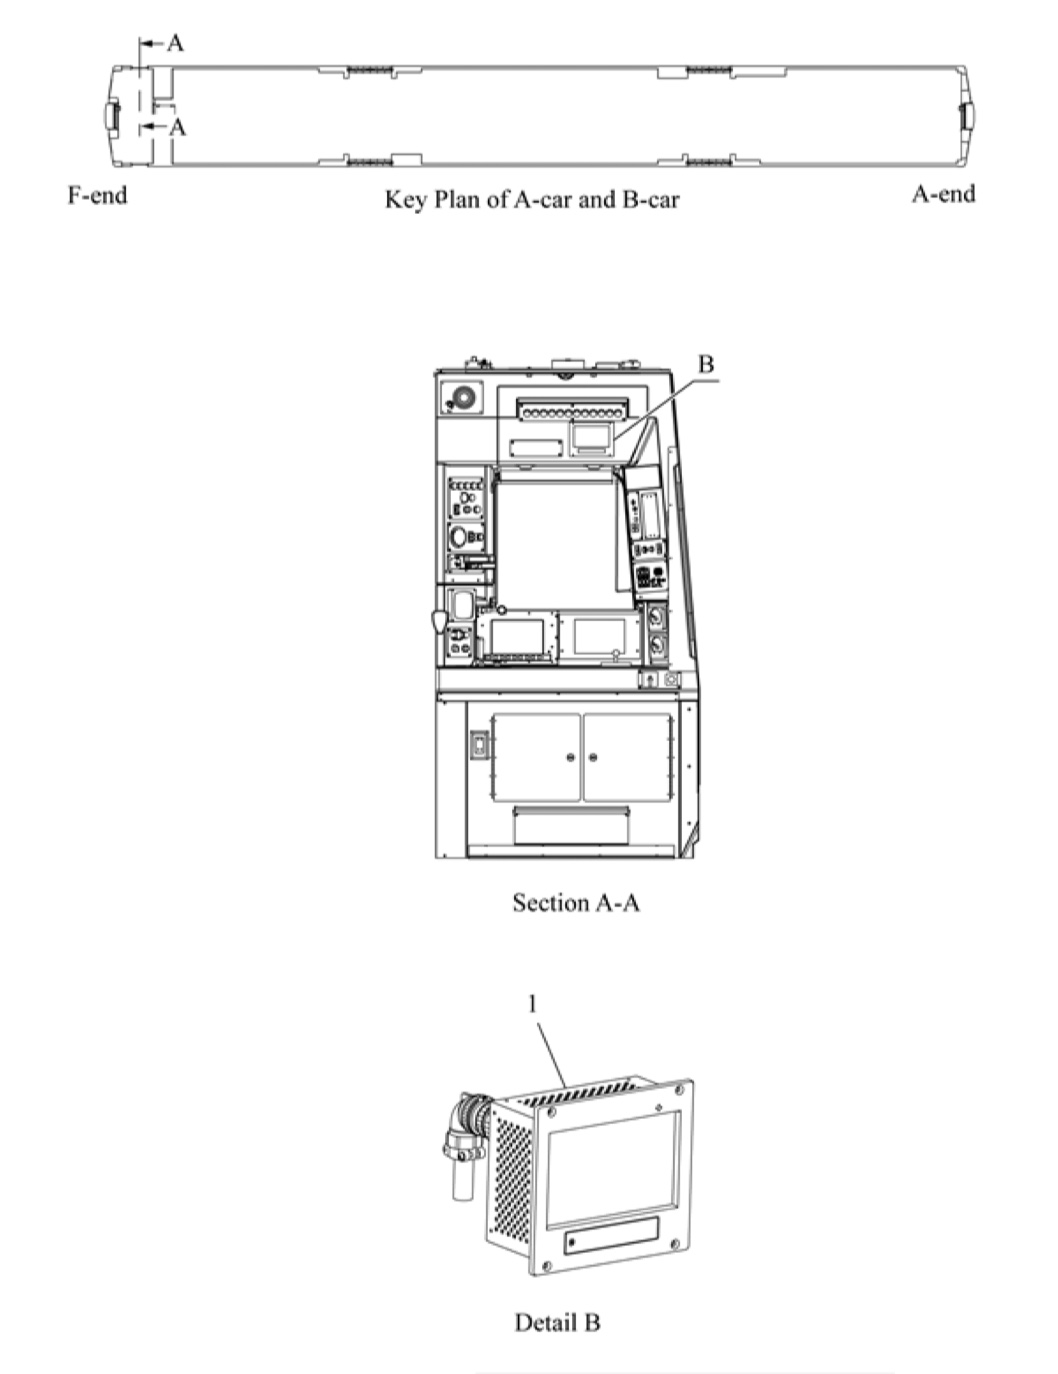 A
A
F-end
Key Plan of A-car and B-car
A-end
B
Section A-A
1
Detail B